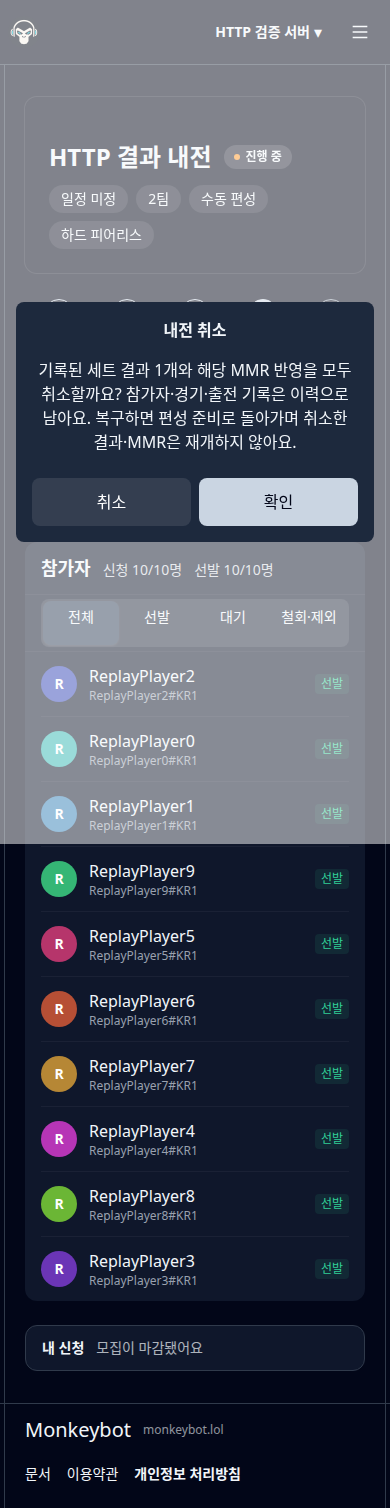 HTTP 검증 서버 ▾
HTTP 결과 내전
진행 중
일정 미정 2팀 수동 편성
하드 피어리스
내전 취소
기록된 세트 결과 1개와 해당 MMR 반영을 모두
취소할까요? 참가자·경기·출전 기록은 이력으로
남아요. 복구하면 편성 준비로 돌아가며 취소한
결과·MMR은 재개하지 않아요.
취소 확인
참가자 신청 10/10명 선발 10/10명
전체 선발 대기 철회·제외
R ReplayPlayer2 선발
ReplayPlayer2#KR1
R ReplayPlayer0 선발
ReplayPlayer0#KR1
R ReplayPlayer1 선발
ReplayPlayer1#KR1
R ReplayPlayer9 선발
ReplayPlayer9#KR1
R ReplayPlayer5 선발
ReplayPlayer5#KR1
R ReplayPlayer6 선발
ReplayPlayer6#KR1
R ReplayPlayer7 선발
ReplayPlayer7#KR1
R ReplayPlayer4 선발
ReplayPlayer4#KR1
R ReplayPlayer8 선발
ReplayPlayer8#KR1
R ReplayPlayer3 선발
ReplayPlayer3#KR1
내 신청 모집이 마감됐어요
Monkeybot monkeybot.lol
문서 이용약관 개인정보 처리방침